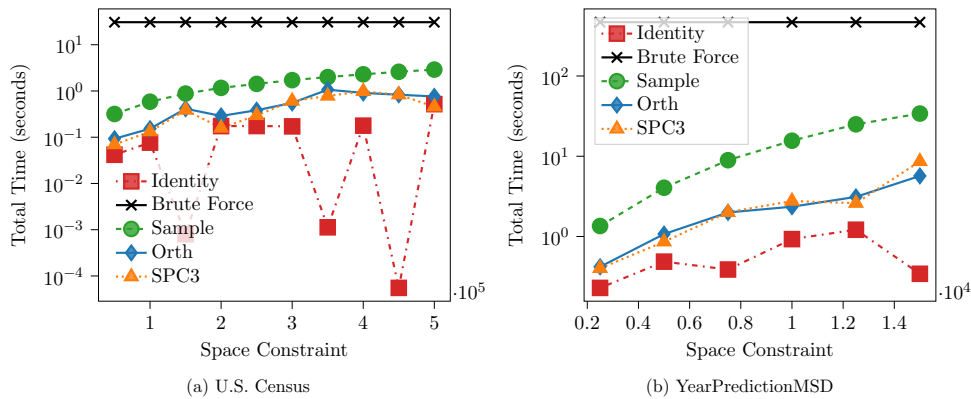 10^1
10^0
10^{-1}
10^{-2}
10^{-3}
10^{-4}
Total Time (seconds)
Identity
Brute Force
Sample
Orth
SPC3
1 2 3 4 5
·10^5
Space Constraint
(a) U.S. Census
10^2
10^1
10^0
Total Time (seconds)
Identity
Brute Force
Sample
Orth
SPC3
0.2 0.4 0.6 0.8 1 1.2 1.4
·10^4
Space Constraint
(b) YearPredictionMSD